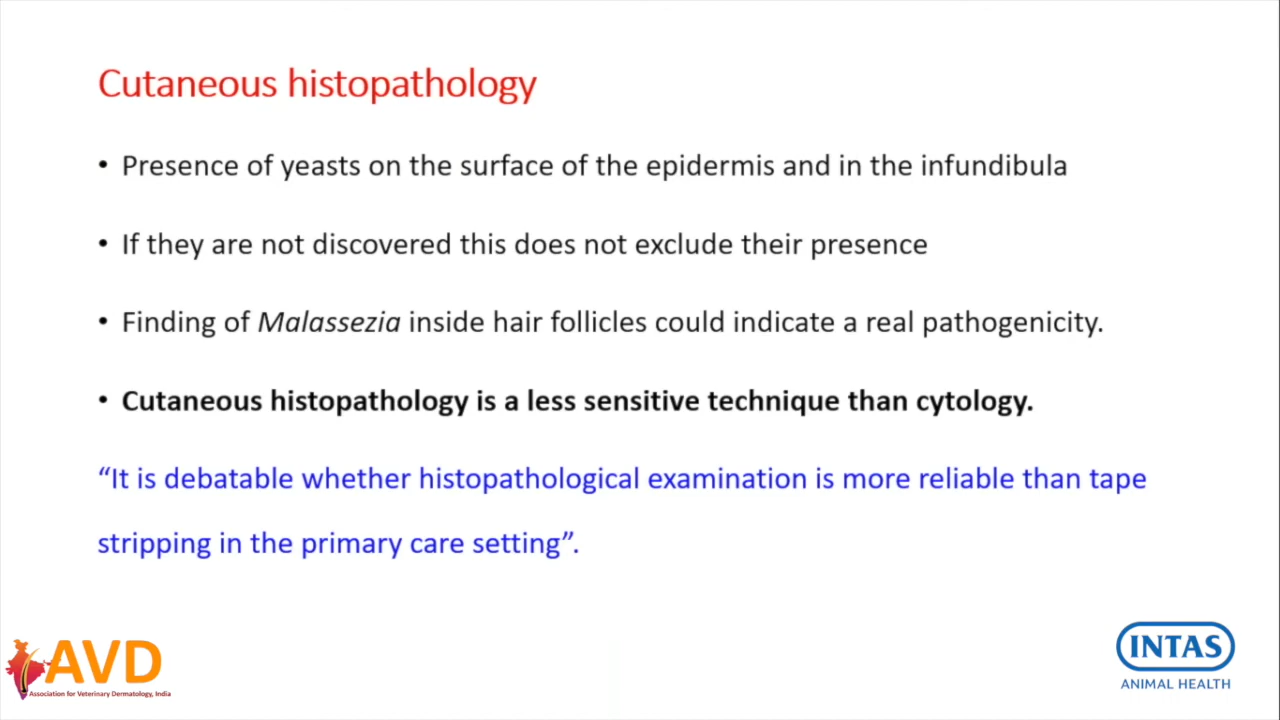 Cutaneous histopathology
• Presence of yeasts on the surface of the epidermis and in the infundibula
• If they are not discovered this does not exclude their presence
• Finding of Malassezia inside hair follicles could indicate a real pathogenicity.
• Cutaneous histopathology is a less sensitive technique than cytology.
“It is debatable whether histopathological examination is more reliable than tape
stripping in the primary care setting”.
AVD
Association for Veterinary Dermatology, India
INTAS
ANIMAL HEALTH